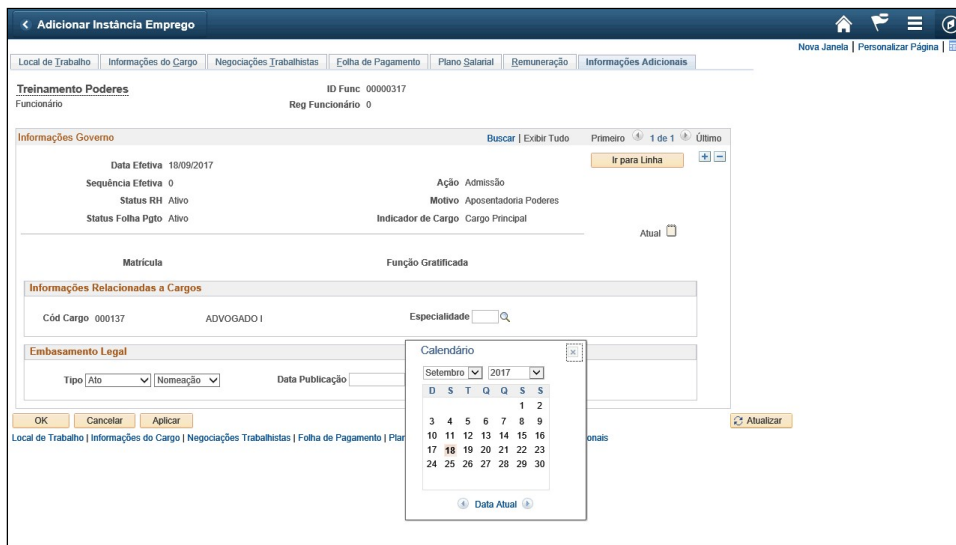 Adicionar Instância Emprego
Nova Janela | Personalizar Página |
Local de Trabalho Informações do Cargo Negociações Trabalhistas Folha de Pagamento Plano Salarial Remuneração Informações Adicionais
Treinamento Poderes ID Func 00000317
Funcionário Reg Funcionário 0
Informações Governo Buscar | Exibir Tudo Primeiro 1 de 1 Último
Data Efetiva 18/09/2017 Ir para Linha
Sequência Efetiva 0 Ação Admissão
Status RH Ativo Motivo Aposentadoria Poderes
Status Folha Pgto Ativo Indicador de Cargo Cargo Principal
Atual
Matrícula Função Gratificada
Informações Relacionadas a Cargos
Cód Cargo 000137 ADVOGADO I Especialidade
Embasamento Legal
Tipo Ato Nomeação Data Publicação
Calendário
Setembro 2017
D S T Q Q S S
1 2
3 4 5 6 7 8 9
10 11 12 13 14 15 16
17 18 19 20 21 22 23
24 25 26 27 28 29 30
Data Atual
OK Cancelar Aplicar Atualizar
Local de Trabalho | Informações do Cargo | Negociações Trabalhistas | Folha de Pagamento | Plan onais